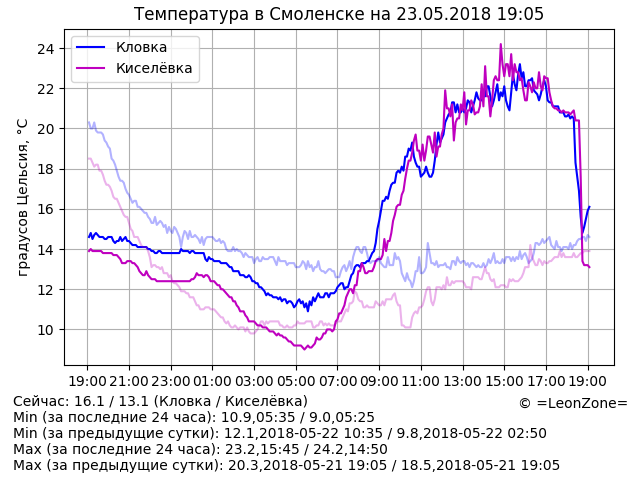 Температура в Смоленске на 23.05.2018 19:05
Кловка
Киселёвка
градусов Цельсия, °C
24
22
20
18
16
14
12
10
19:00 21:00 23:00 01:00 03:00 05:00 07:00 09:00 11:00 13:00 15:00 17:00 19:00
Сейчас: 16.1 / 13.1 (Кловка / Киселёвка)
© =LeonZone=
Min (за последние 24 часа): 10.9,05:35 / 9.0,05:25
Min (за предыдущие сутки): 12.1,2018-05-22 10:35 / 9.8,2018-05-22 02:50
Max (за последние 24 часа): 23.2,15:45 / 24.2,14:50
Max (за предыдущие сутки): 20.3,2018-05-21 19:05 / 18.5,2018-05-21 19:05